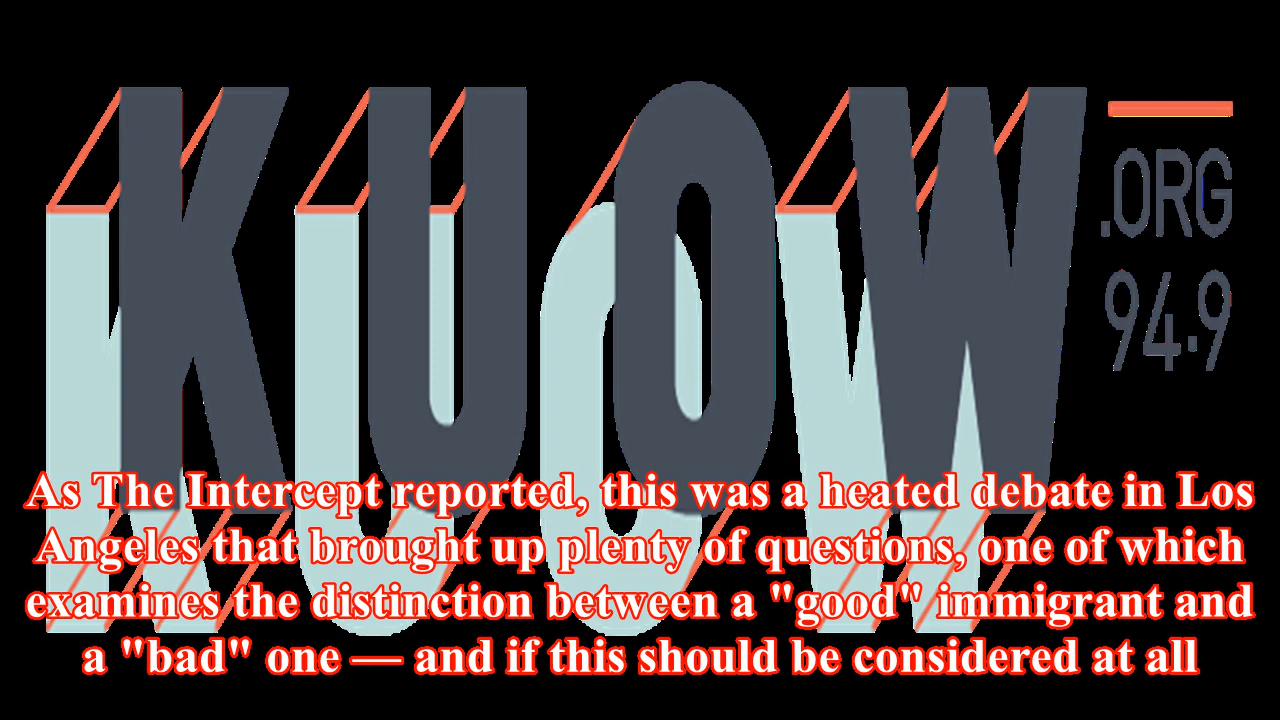 KUOW
.ORG
94.9
As The Intercept reported, this was a heated debate in Los
Angeles that brought up plenty of questions, one of which
examines the distinction between a "good" immigrant and
a "bad" one — and if this should be considered at all